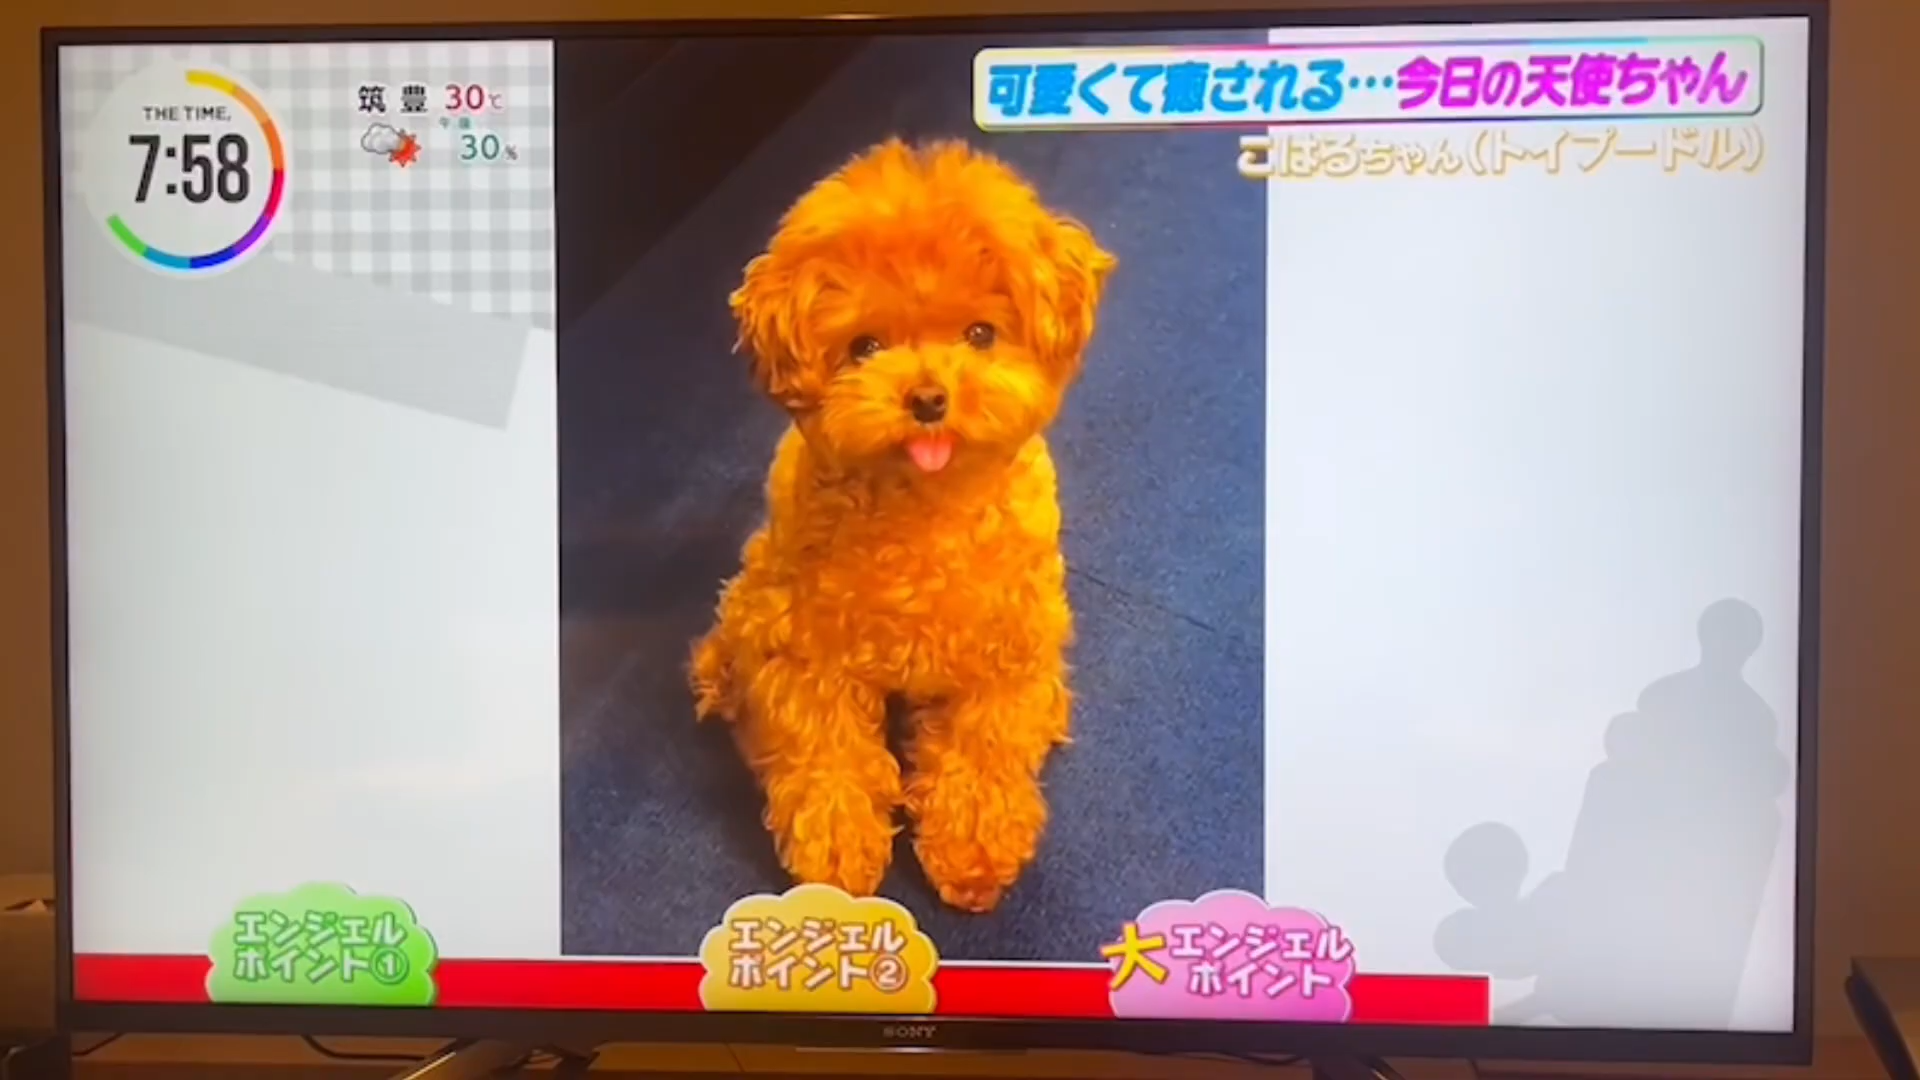 THE TIME,
7:58
筑豊 30℃
午後
30%
可愛くて癒される…今日の天使ちゃん
こはるちゃん(トイプードル)
エンジェル
ポイント①
エンジェル
ポイント②
大エンジェル
ポイント
SONY